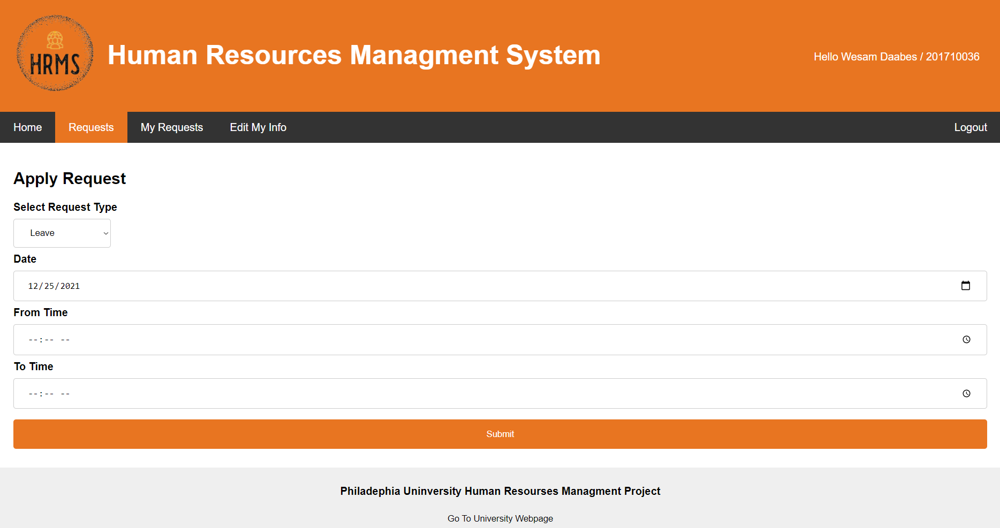 HRMS
Human Resources Managment System
Hello Wesam Daabes / 201710036
Home Requests My Requests Edit My Info Logout
Apply Request
Select Request Type
Leave
Date
12/25/2021
From Time
--:-- --
To Time
--:-- --
Submit
Philadephia Uninversity Human Resourses Managment Project
Go To University Webpage